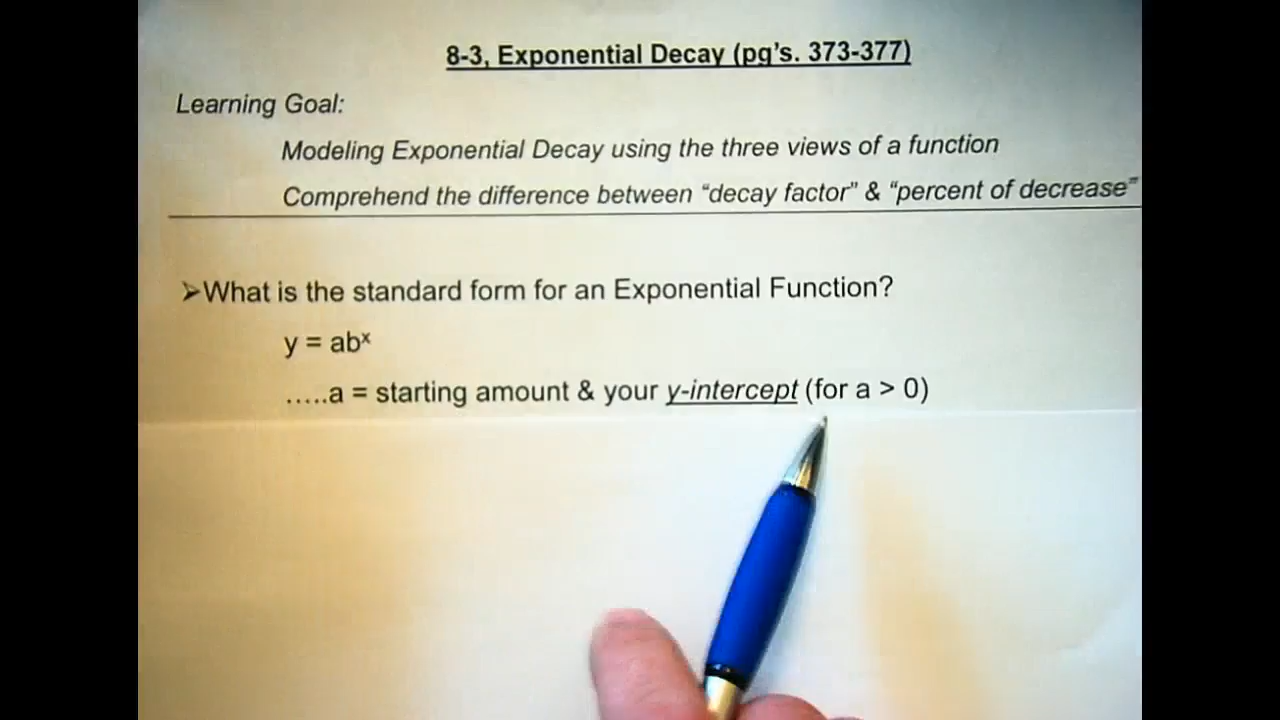 8-3, Exponential Decay (pg's. 373-377)
Learning Goal:
Modeling Exponential Decay using the three views of a function
Comprehend the difference between “decay factor” & “percent of decrease”
➢What is the standard form for an Exponential Function?
y = abˣ
…..a = starting amount & your y-intercept (for a > 0)